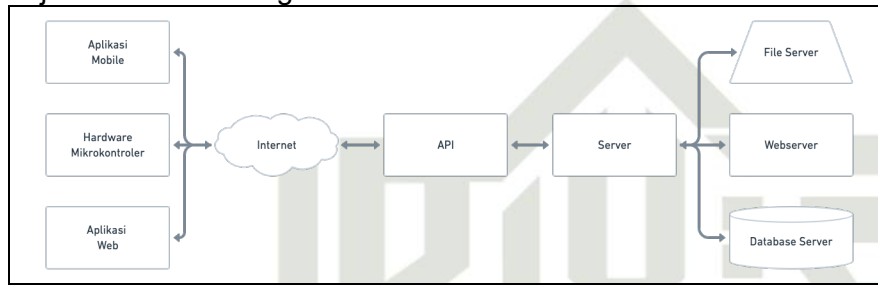 Aplikasi
Mobile
Hardware
Mikrokontroler
Aplikasi
Web
Internet
API
Server
File Server
Webserver
Database Server